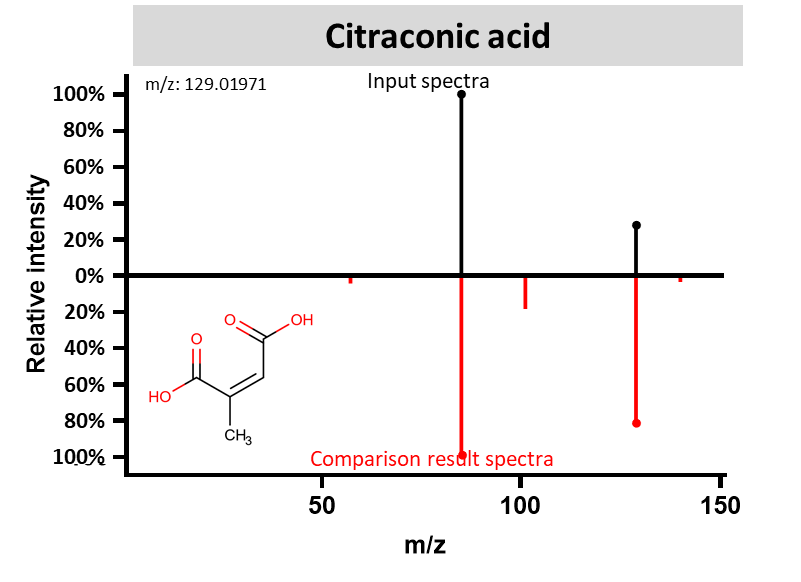 Citraconic acid
m/z: 129.01971
Input spectra
Relative intensity
100%
80%
60%
40%
20%
0%
20%
40%
60%
80%
100%
O
OH
O
HO
CH3
Comparison result spectra
50
100
150
m/z